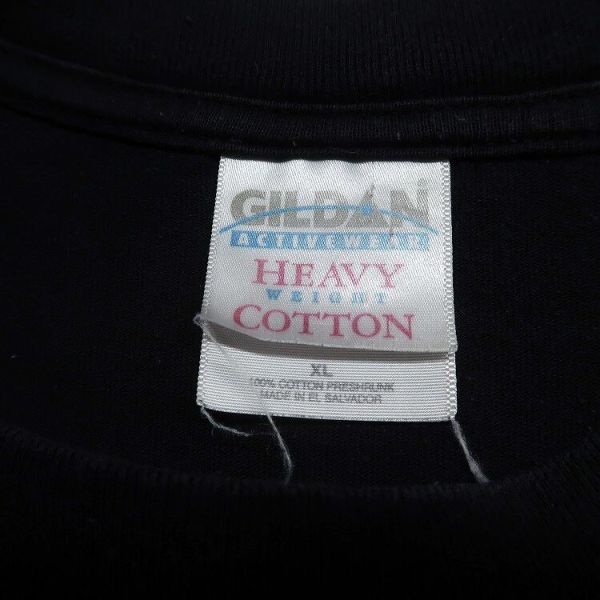 GILDAN
ACTIVEWEAR
HEAVY
WEIGHT
COTTON
XL
100% COTTON PRESHRUNK
MADE IN EL SALVADOR